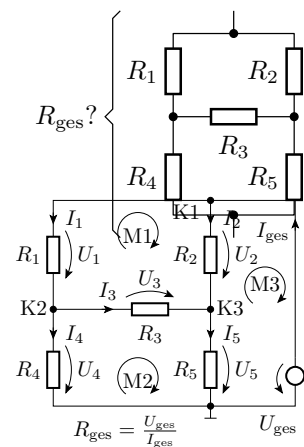 R1 R2
Rges?
R3
R4 R5
K1
I1 I2 Iges
M1
R1 U1 R2 U2
U3 M3
K2 I3 K3
R3
I4 I5
R4 U4 M2 R5 U5
Rges = Uges/Iges Uges